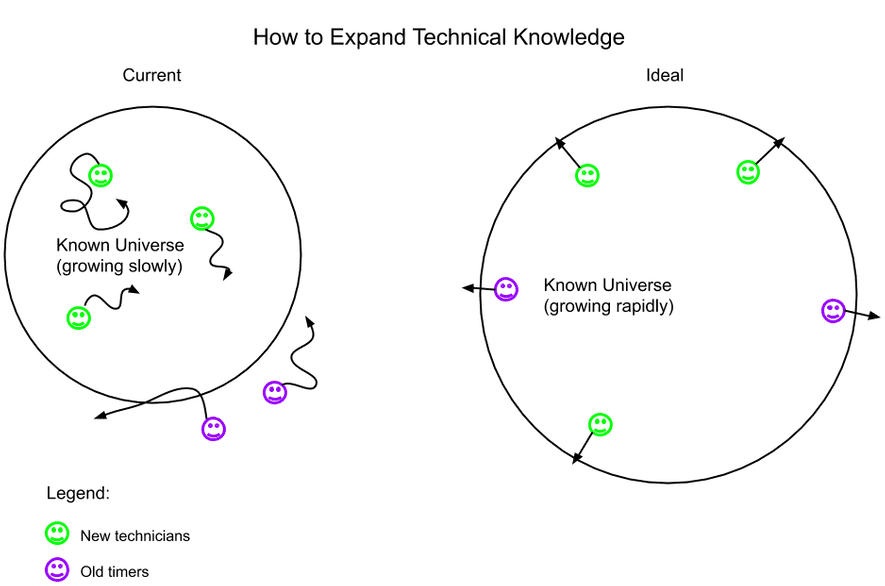 How to Expand Technical Knowledge
Current
Ideal
Known Universe
(growing slowly)
Known Universe
(growing rapidly)
Legend:
New technicians
Old timers